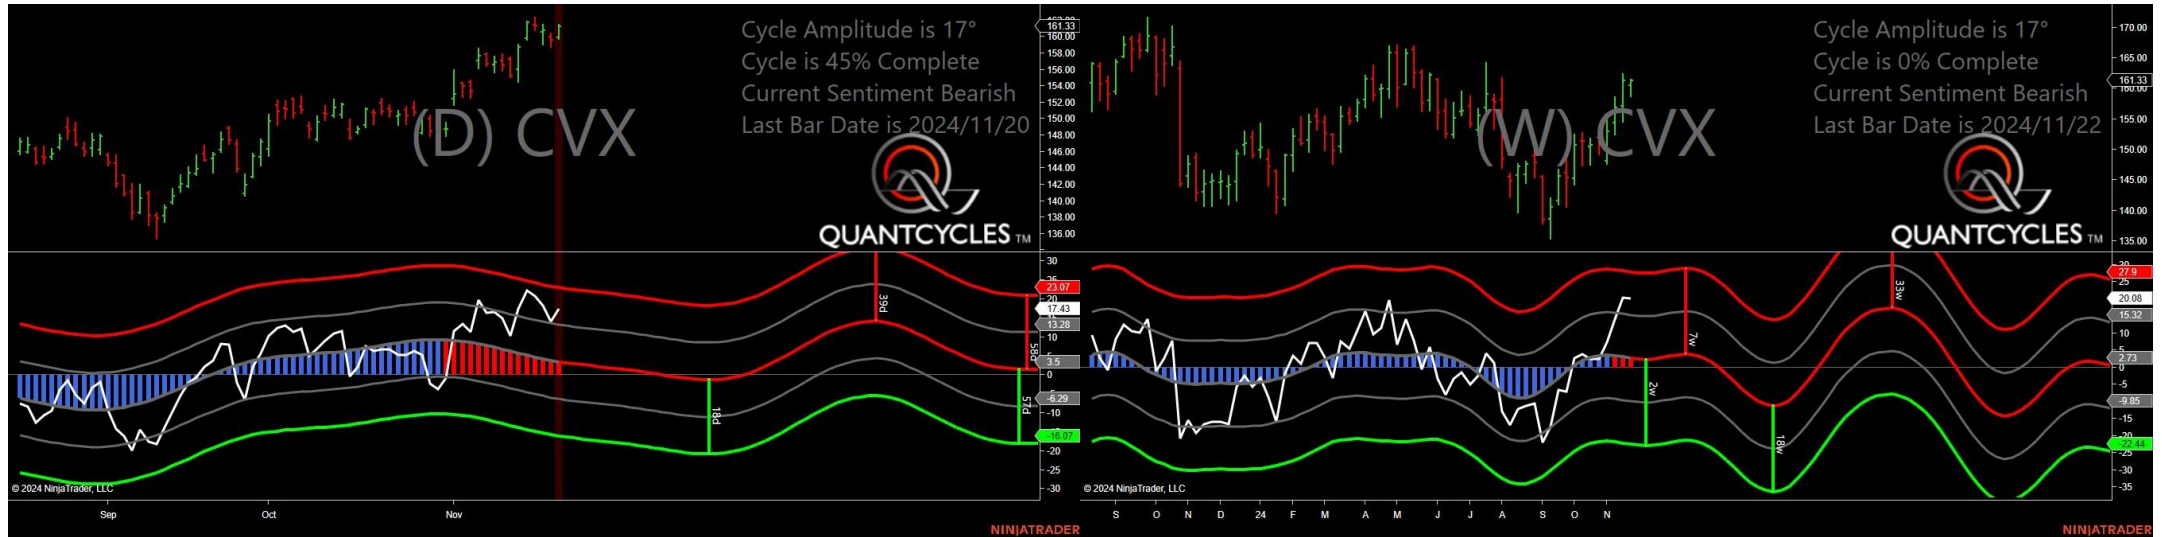 Cycle Amplitude is 17°
Cycle is 45% Complete
Current Sentiment Bearish
Last Bar Date is 2024/11/20
(D) CVX
QUANTCYCLES TM
161.33
160.00
158.00
156.00
154.00
152.00
150.00
148.00
146.00
144.00
142.00
140.00
138.00
136.00
30
25
23.07
20
17.43
13.28
10
3.5
0
-6.29
-10
-16.07
-20
-25
-30
39d
18d
58d
57d
© 2024 NinjaTrader, LLC
Sep
Oct
Nov
NINJATRADER
Cycle Amplitude is 17°
Cycle is 0% Complete
Current Sentiment Bearish
Last Bar Date is 2024/11/22
(W) CVX
QUANTCYCLES TM
170.00
165.00
161.33
160.00
155.00
150.00
145.00
140.00
135.00
27.9
25
20.08
15.32
10
2.73
0
-5
-9.85
-15
-22.44
-25
-30
-35
7w
2w
18w
33w
© 2024 NinjaTrader, LLC
S O N D 24 F M A M J J A S O N
NINJATRADER